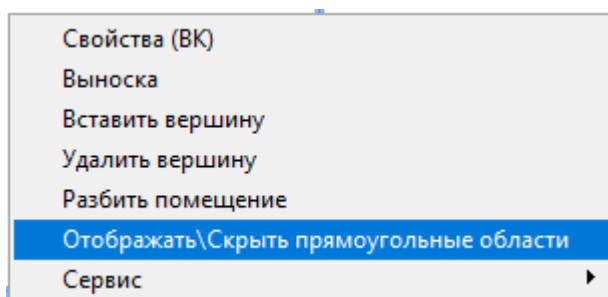 Свойства (ВК)
Выноска
Вставить вершину
Удалить вершину
Разбить помещение
Отображать\Скрыть прямоугольные области
Сервис